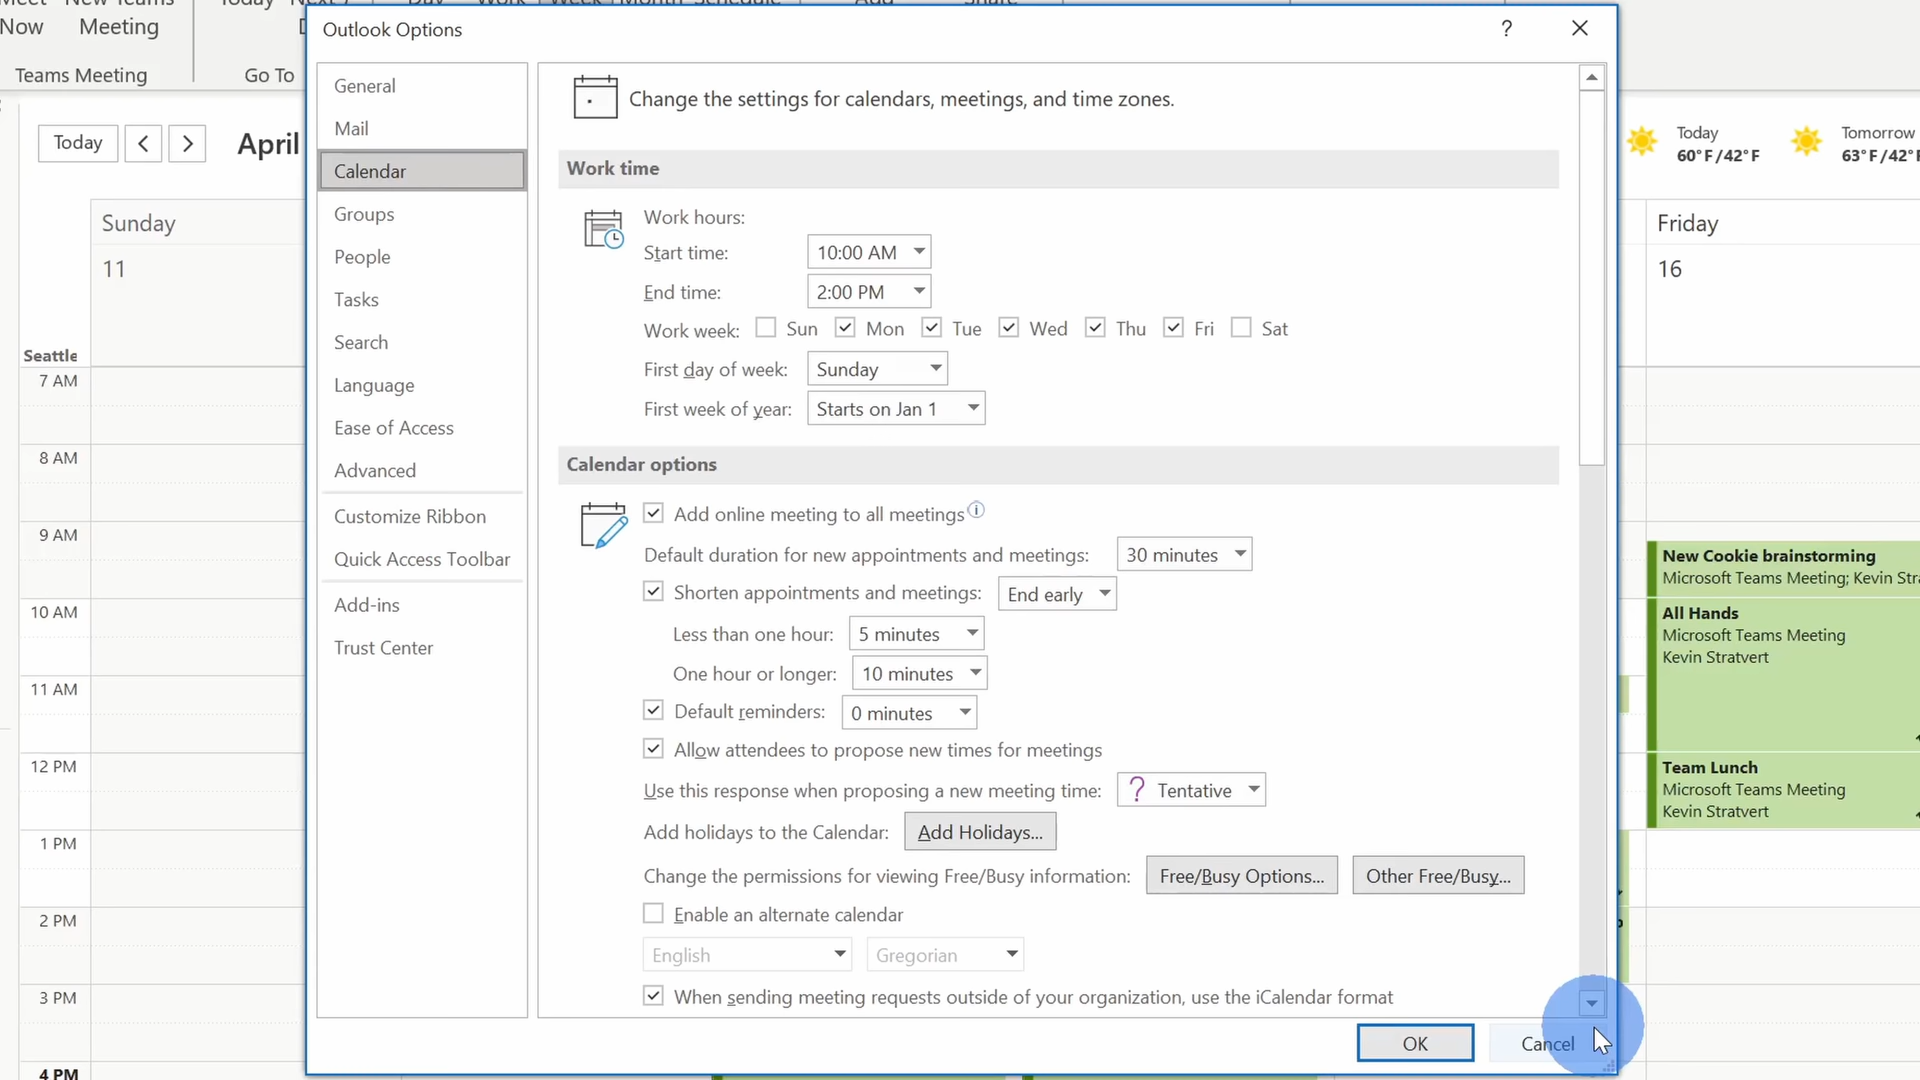 Now
New Teams
Meeting
Teams Meeting
Go To
Today
April
Sunday
11
Seattle
7 AM
8 AM
9 AM
10 AM
11 AM
12 PM
1 PM
2 PM
3 PM
4 PM
Outlook Options
?
General
Mail
Calendar
Groups
People
Tasks
Search
Language
Ease of Access
Advanced
Customize Ribbon
Quick Access Toolbar
Add-ins
Trust Center
Change the settings for calendars, meetings, and time zones.
Work time
Work hours:
Start time: 10:00 AM
End time: 2:00 PM
Work week: Sun Mon Tue Wed Thu Fri Sat
First day of week: Sunday
First week of year: Starts on Jan 1
Calendar options
Add online meeting to all meetings
Default duration for new appointments and meetings: 30 minutes
Shorten appointments and meetings: End early
Less than one hour: 5 minutes
One hour or longer: 10 minutes
Default reminders: 0 minutes
Allow attendees to propose new times for meetings
Use this response when proposing a new meeting time: ? Tentative
Add holidays to the Calendar: Add Holidays...
Change the permissions for viewing Free/Busy information: Free/Busy Options... Other Free/Busy...
Enable an alternate calendar
English Gregorian
When sending meeting requests outside of your organization, use the iCalendar format
OK Cancel
Today
60°F/42°F
Tomorrow
63°F/42°F
Friday
16
New Cookie brainstorming
Microsoft Teams Meeting; Kevin Stra
All Hands
Microsoft Teams Meeting
Kevin Stratvert
Team Lunch
Microsoft Teams Meeting
Kevin Stratvert